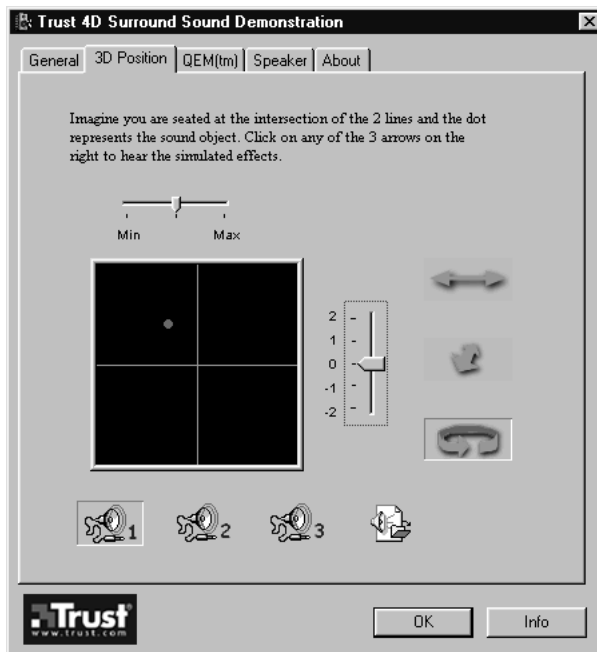 Trust 4D Surround Sound Demonstration
General 3D Position QEM(tm) Speaker About
Imagine you are seated at the intersection of the 2 lines and the dot
represents the sound object. Click on any of the 3 arrows on the
right to hear the simulated effects.
Min Max
2
1
0
-1
-2
1 2 3
Trust
www.trust.com
OK Info